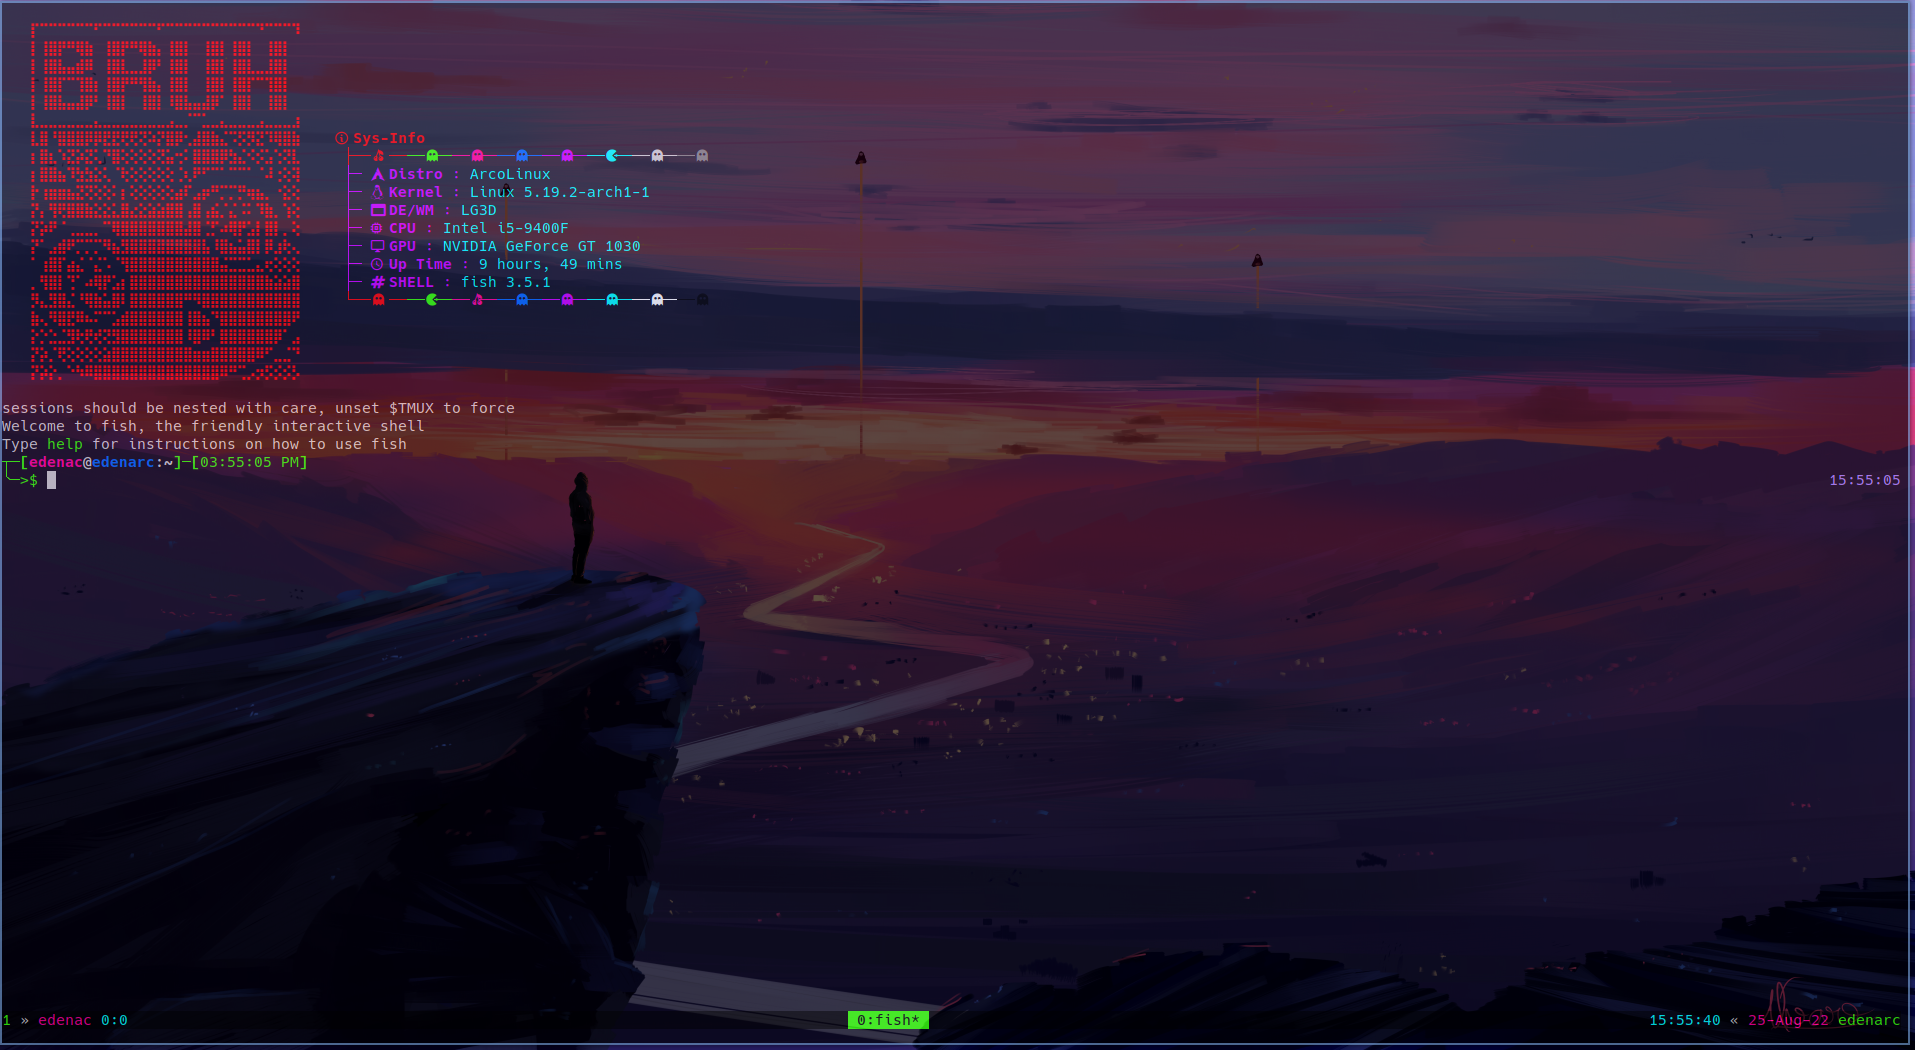 BRUH
Sys-Info
Distro : ArcoLinux
Kernel : Linux 5.19.2-arch1-1
DE/WM : LG3D
CPU : Intel i5-9400F
GPU : NVIDIA GeForce GT 1030
Up Time : 9 hours, 49 mins
# SHELL : fish 3.5.1
D
sessions should be nested with care, unset $TMUX to force
Welcome to fish, the friendly interactive shell
Type help for instructions on how to use fish
[edenac@edenarc:~]-[03:55:05 PM]
>$ 15:55:05
1 » edenac 0:0 0:fish* 15:55:40 « 25-Aug-22 edenarc